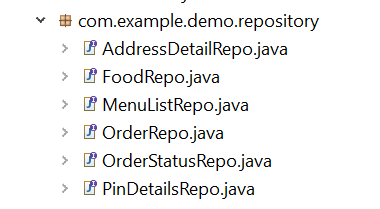 com.example.demo.repository
AddressDetailRepo.java
FoodRepo.java
MenuListRepo.java
OrderRepo.java
OrderStatusRepo.java
PinDetailsRepo.java